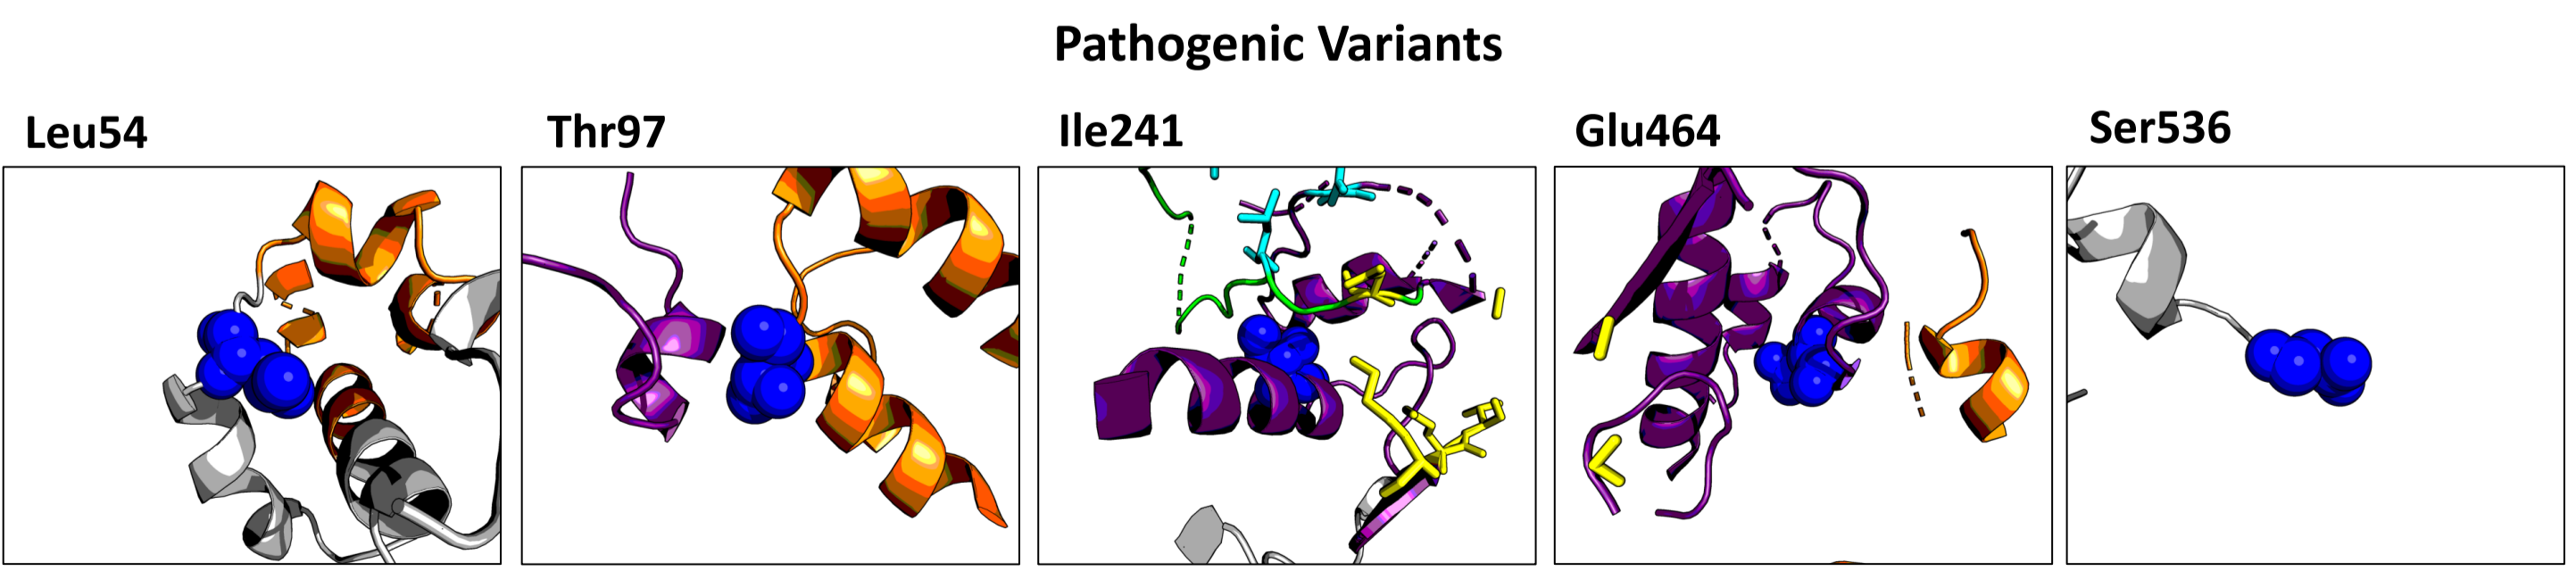 Pathogenic Variants
Leu54
Thr97
Ile241
Glu464
Ser536